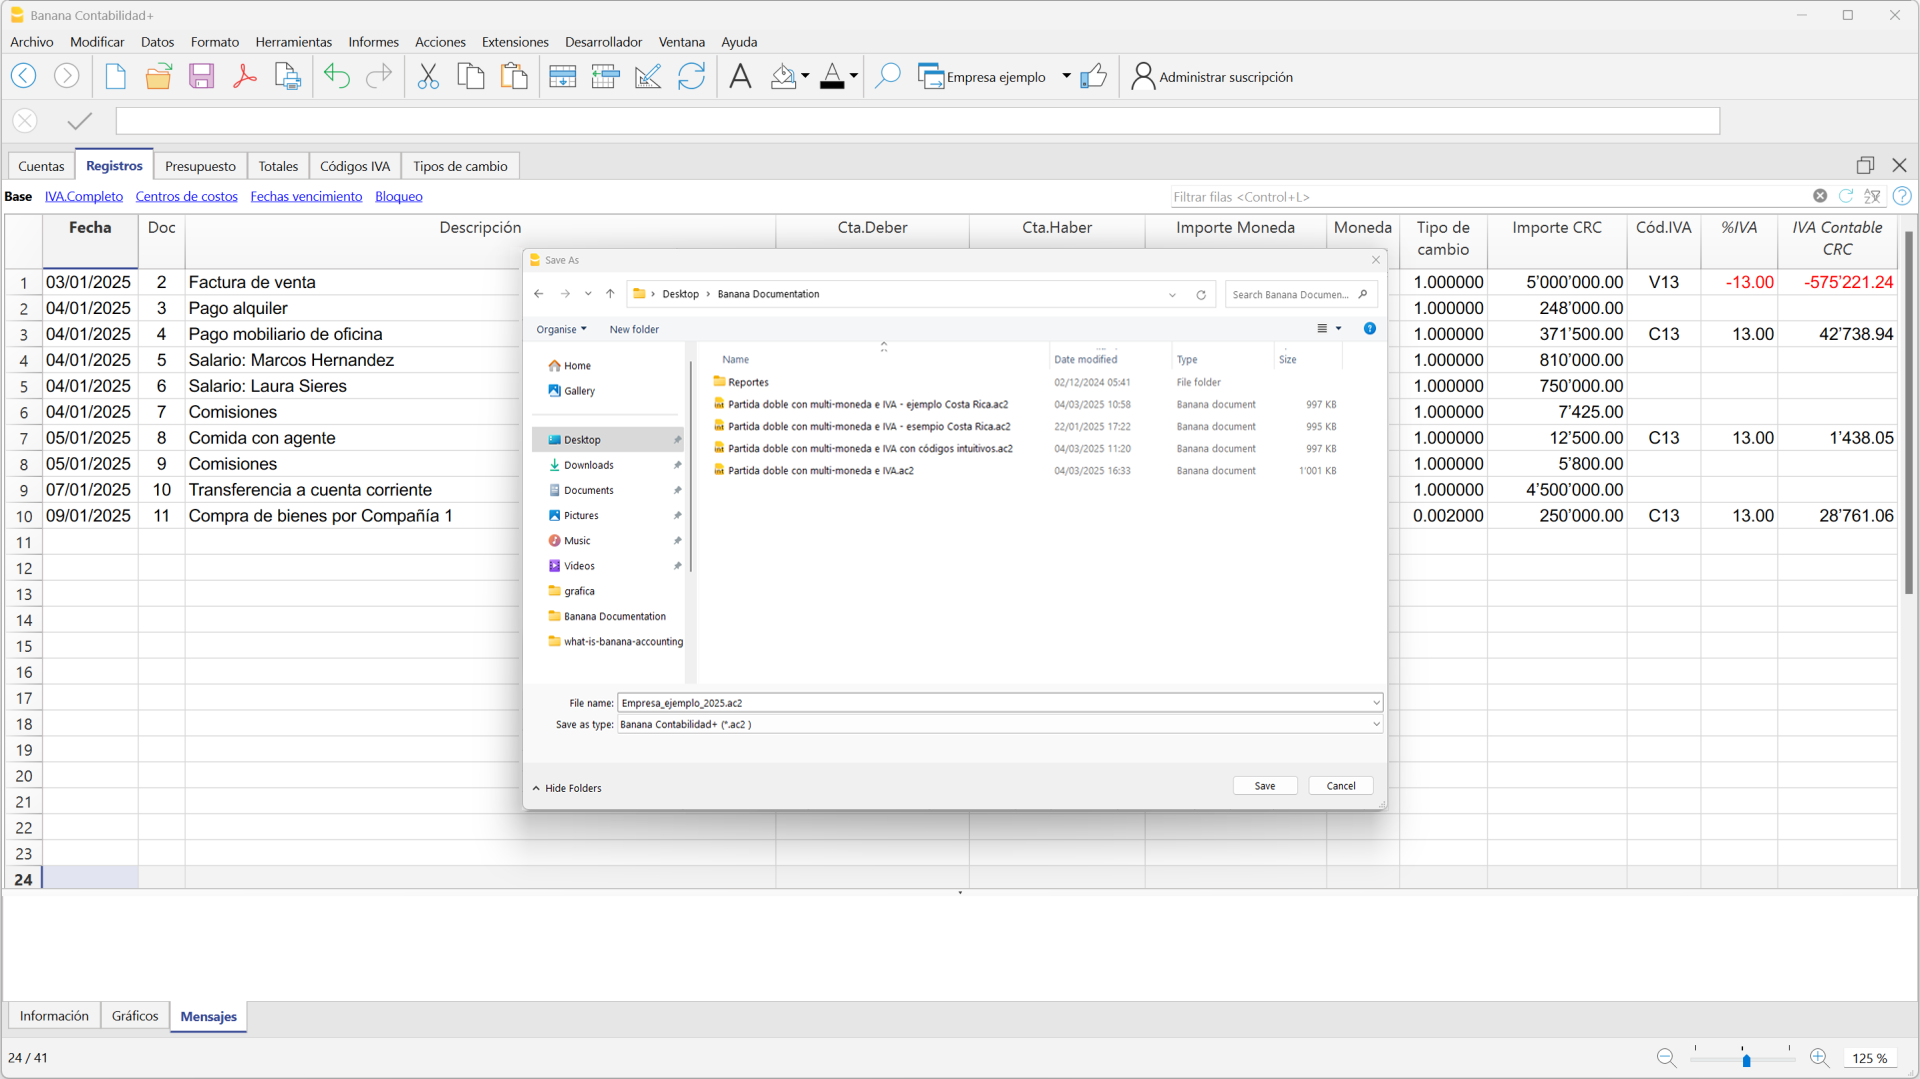 Banana Contabilidad+
Archivo Modificar Datos Formato Herramientas Informes Acciones Extensiones Desarrollador Ventana Ayuda
Empresa ejemplo Administrar suscripción
Cuentas Registros Presupuesto Totales Códigos IVA Tipos de cambio
Base IVA.Completo Centros de costos Fechas vencimiento Bloqueo Filtrar filas <Control+L>
Fecha Doc Descripción Cta.Deber Cta.Haber Importe Moneda Moneda Tipo de cambio Importe CRC Cód.IVA %IVA IVA Contable CRC
1 03/01/2025 2 Factura de venta 1.000000 5'000'000.00 V13 -13.00 -575'221.24
2 04/01/2025 3 Pago alquiler 1.000000 248'000.00
3 04/01/2025 4 Pago mobiliario de oficina 1.000000 371'500.00 C13 13.00 42'738.94
4 04/01/2025 5 Salario: Marcos Hernandez 1.000000 810'000.00
5 04/01/2025 6 Salario: Laura Sieres 1.000000 750'000.00
6 04/01/2025 7 Comisiones 1.000000 7'425.00
7 05/01/2025 8 Comida con agente 1.000000 12'500.00 C13 13.00 1'438.05
8 05/01/2025 9 Comisiones 1.000000 5'800.00
9 07/01/2025 10 Transferencia a cuenta corriente 1.000000 4'500'000.00
10 09/01/2025 11 Compra de bienes por Compañía 1 0.002000 250'000.00 C13 13.00 28'761.06
11
12
13
14
15
16
17
18
19
20
21
22
23
24
Save As
Desktop > Banana Documentation Search Banana Documen...
Organise New folder
Home
Gallery
Desktop
Downloads
Documents
Pictures
Music
Videos
grafica
Banana Documentation
what-is-banana-accounting
Name Date modified Type Size
Reportes 02/12/2024 05:41 File folder
Partida doble con multi-moneda e IVA - ejemplo Costa Rica.ac2 04/03/2025 10:58 Banana document 997 KB
Partida doble con multi-moneda e IVA - esempio Costa Rica.ac2 22/01/2025 17:22 Banana document 995 KB
Partida doble con multi-moneda e IVA con códigos intuitivos.ac2 04/03/2025 11:20 Banana document 997 KB
Partida doble con multi-moneda e IVA.ac2 04/03/2025 16:33 Banana document 1'001 KB
File name: Empresa_ejemplo_2025.ac2
Save as type: Banana Contabilidad+ (*.ac2 )
Hide Folders Save Cancel
Información Gráficos Mensajes
24 / 41 125 %